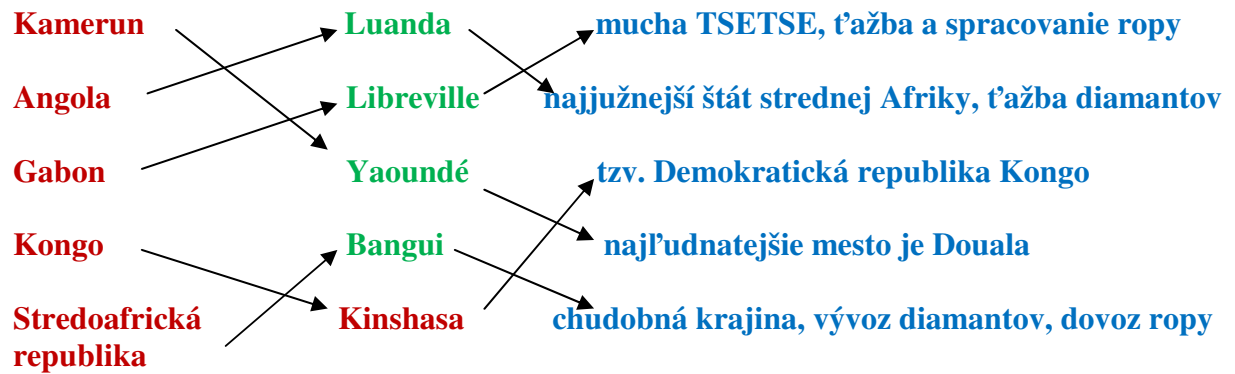 Kamerun Luanda mucha TSETSE, ťažba a spracovanie ropy
Angola Libreville najjužnejší štát strednej Afriky, ťažba diamantov
Gabon Yaoundé tzv. Demokratická republika Kongo
Kongo Bangui najľudnatejšie mesto je Douala
Stredoafrická Kinshasa chudobná krajina, vývoz diamantov, dovoz ropy
republika